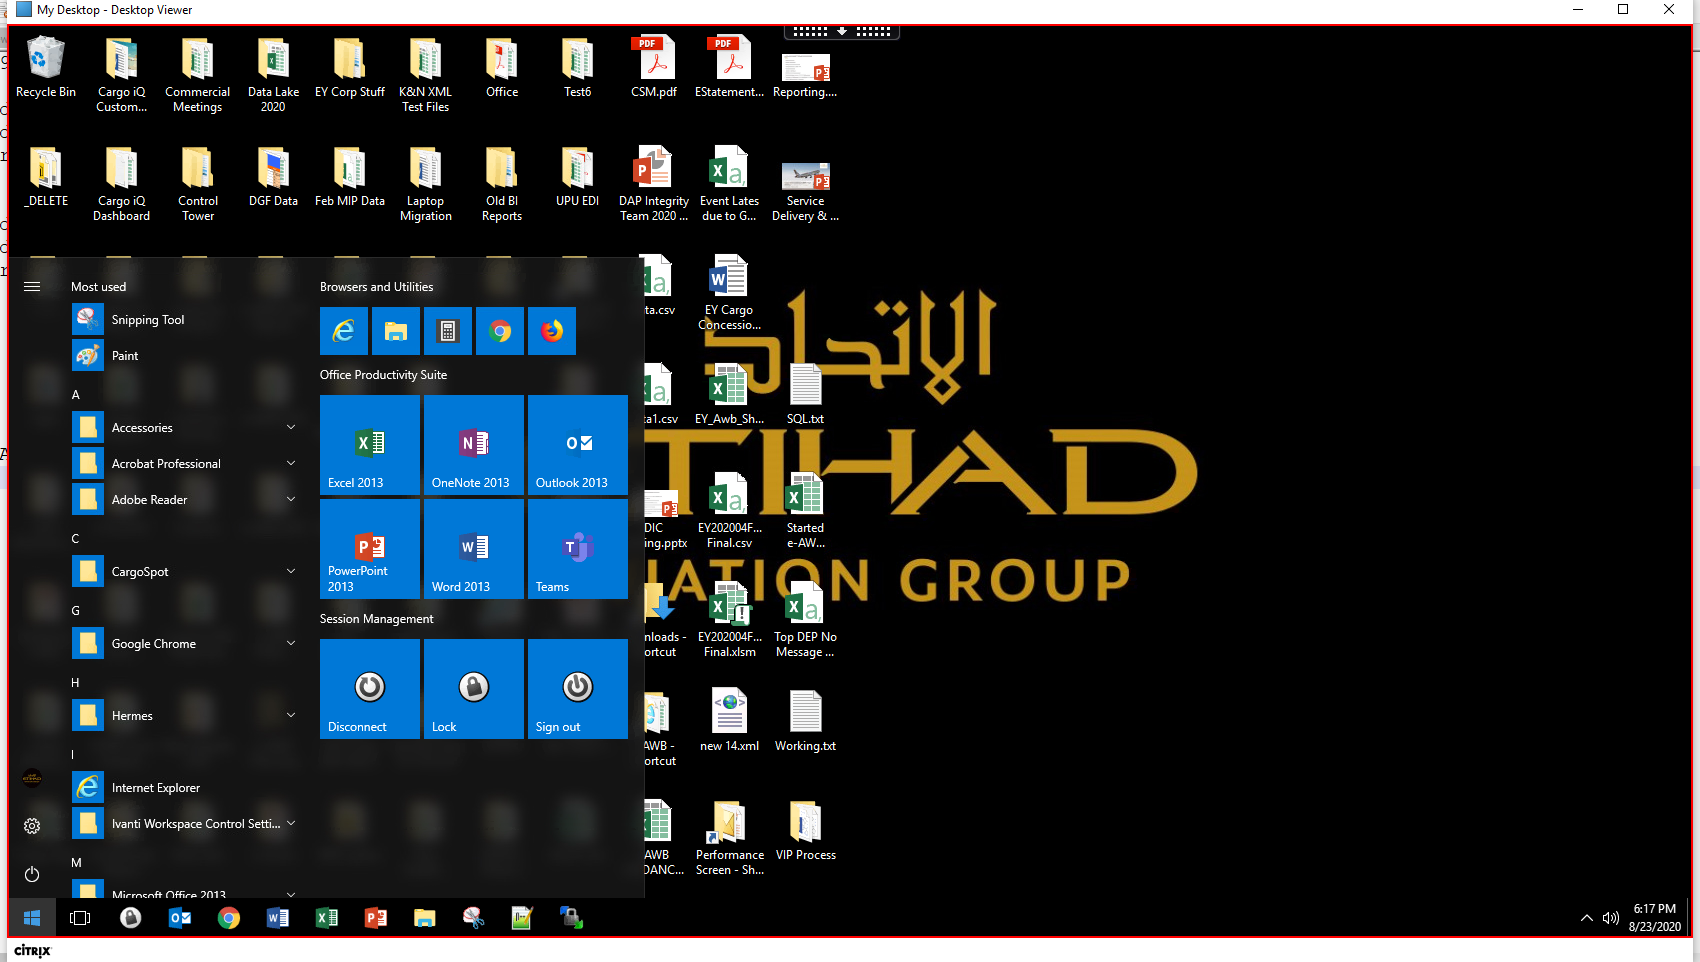 My Desktop - Desktop Viewer
Recycle Bin
Cargo iQ
Custom...
Commercial
Meetings
Data Lake
2020
EY Corp Stuff
K&N XML
Test Files
Office
Test6
CSM.pdf
EStatement...
Reporting....
_DELETE
Cargo iQ
Dashboard
Control
Tower
DGF Data
Feb MIP Data
Laptop
Migration
Old BI
Reports
UPU EDI
DAP Integrity
Team 2020 ...
Event Lates
due to G...
Service
Delivery & ...
Most used
Snipping Tool
Paint
A
Accessories
Acrobat Professional
Adobe Reader
C
CargoSpot
G
Google Chrome
H
Hermes
I
Internet Explorer
Ivanti Workspace Control Setti...
M
Microsoft Office 2013
Browsers and Utilities
Office Productivity Suite
Excel 2013
OneNote 2013
Outlook 2013
PowerPoint
2013
Word 2013
Teams
Session Management
Disconnect
Lock
Sign out
ta.csv
EY Cargo
Concessio...
ta1.csv
EY_Awb_Sh...
SQL.txt
DIC
ing.pptx
EY202004F...
Final.csv
Started
e-AW...
nloads -
ortcut
EY202004F...
Final.xlsm
Top DEP No
Message ...
AWB -
ortcut
new 14.xml
Working.txt
AWB
DANC...
Performance
Screen - Sh...
VIP Process
الاتحاد
TIHAD
IATION GROUP
6:17 PM
8/23/2020
CITRIX